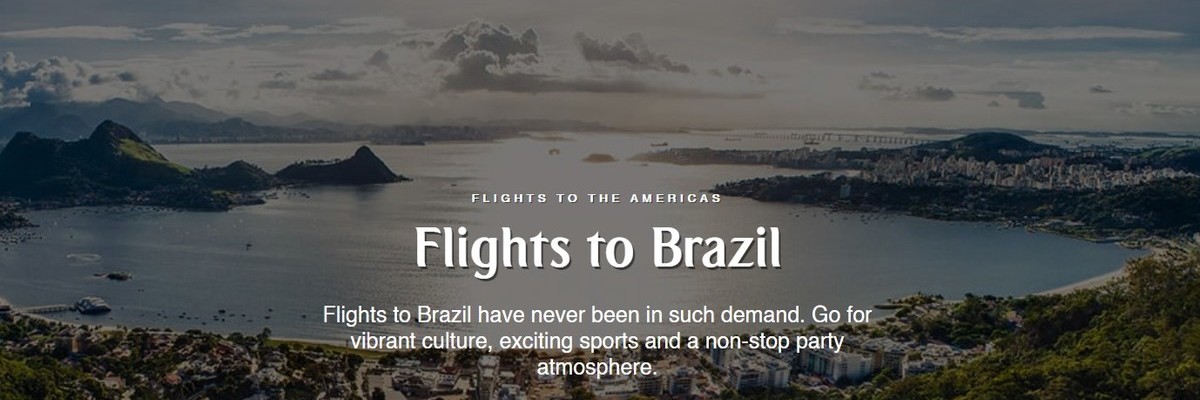 FLIGHTS TO THE AMERICAS
Flights to Brazil
Flights to Brazil have never been in such demand. Go for
vibrant culture, exciting sports and a non-stop party
atmosphere.